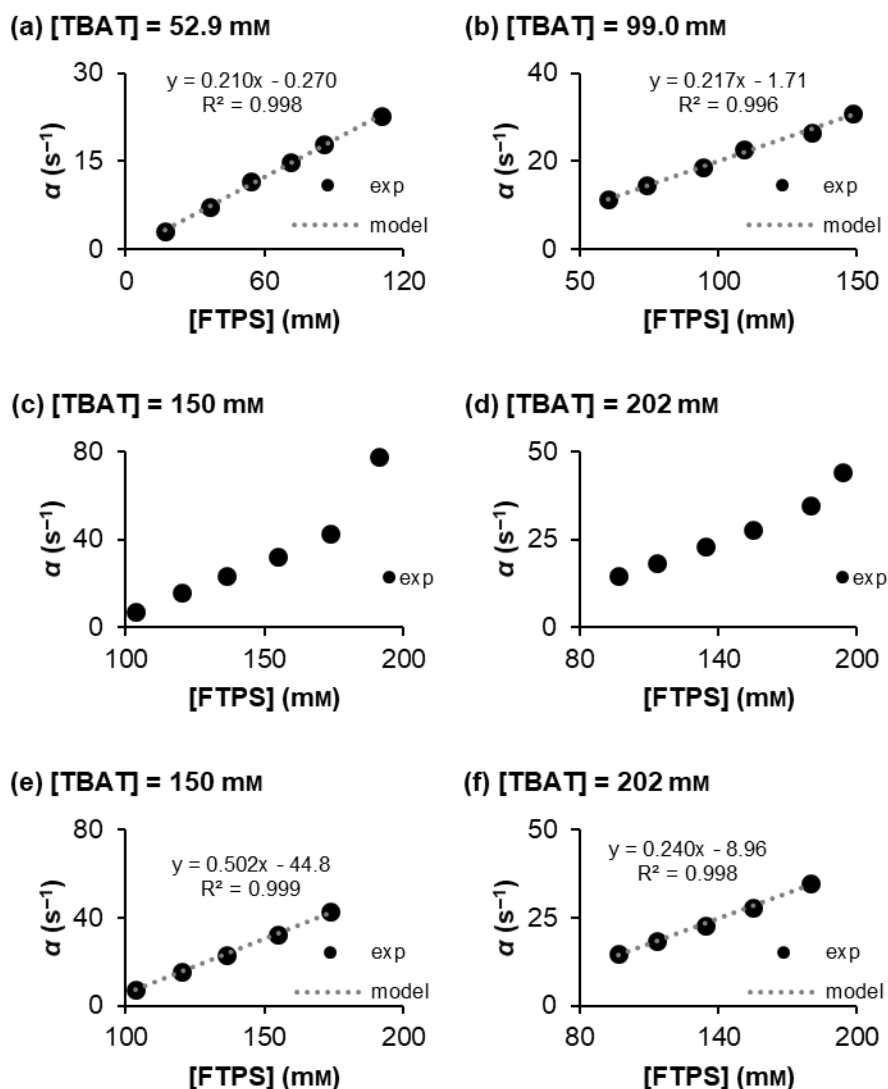 (a) [TBAT] = 52.9 mM
y = 0.210x - 0.270
R² = 0.998
30
15
0
α (s⁻¹)
exp
model
0
60
120
[FTPS] (mM)
(b) [TBAT] = 99.0 mM
y = 0.217x - 1.71
R² = 0.996
40
20
0
α (s⁻¹)
exp
model
50
100
150
[FTPS] (mM)
(c) [TBAT] = 150 mM
80
40
0
α (s⁻¹)
exp
100
150
200
[FTPS] (mM)
(d) [TBAT] = 202 mM
50
25
0
α (s⁻¹)
exp
80
140
200
[FTPS] (mM)
(e) [TBAT] = 150 mM
y = 0.502x - 44.8
R² = 0.999
80
40
0
α (s⁻¹)
exp
model
100
150
200
[FTPS] (mM)
(f) [TBAT] = 202 mM
y = 0.240x - 8.96
R² = 0.998
50
25
0
α (s⁻¹)
exp
model
80
140
200
[FTPS] (mM)